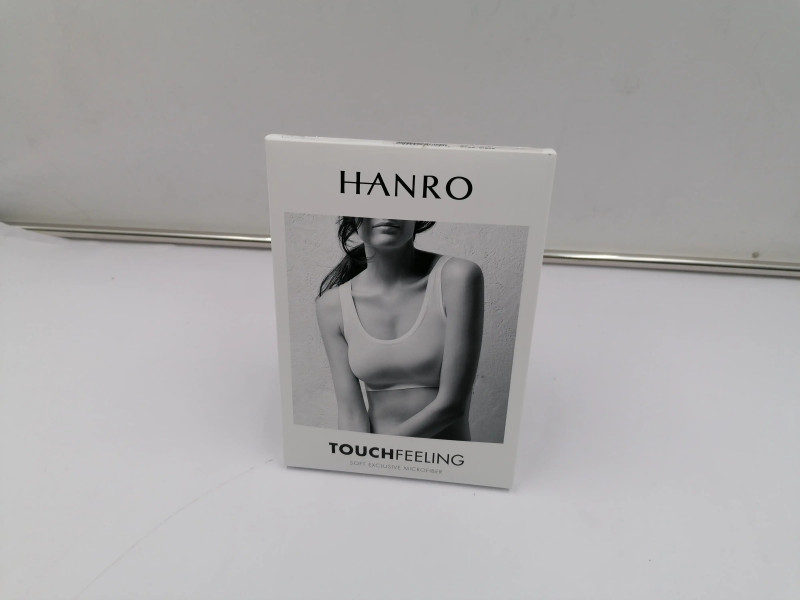 HANRO
TOUCHFEELING
SOFT EXCLUSIVE MICROFIBER